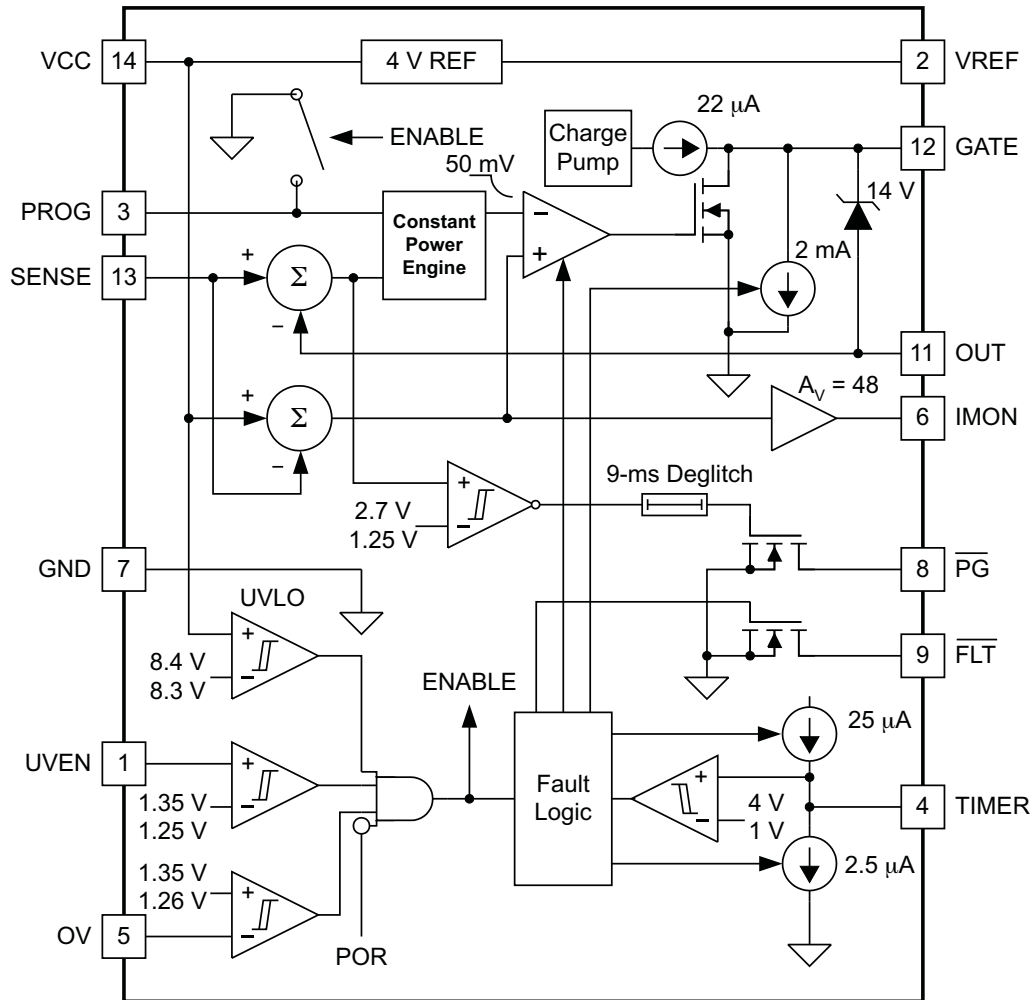 VCC 14
4 V REF
2 VREF
22 μA
ENABLE
Charge
Pump
12 GATE
50 mV
14 V
PROG 3
Constant
Power
Engine
−
+
2 mA
SENSE 13
+
Σ
−
11 OUT
A_V = 48
+
Σ
−
6 IMON
9-ms Deglitch
+
2.7 V
−
1.25 V
GND 7
8 PG
UVLO
+
8.4 V
−
8.3 V
9 FLT
ENABLE
25 μA
UVEN 1
+
1.35 V
−
1.25 V
Fault
Logic
+
4 V
−
1 V
4 TIMER
1.35 V
+
1.26 V
2.5 μA
OV 5
−
POR